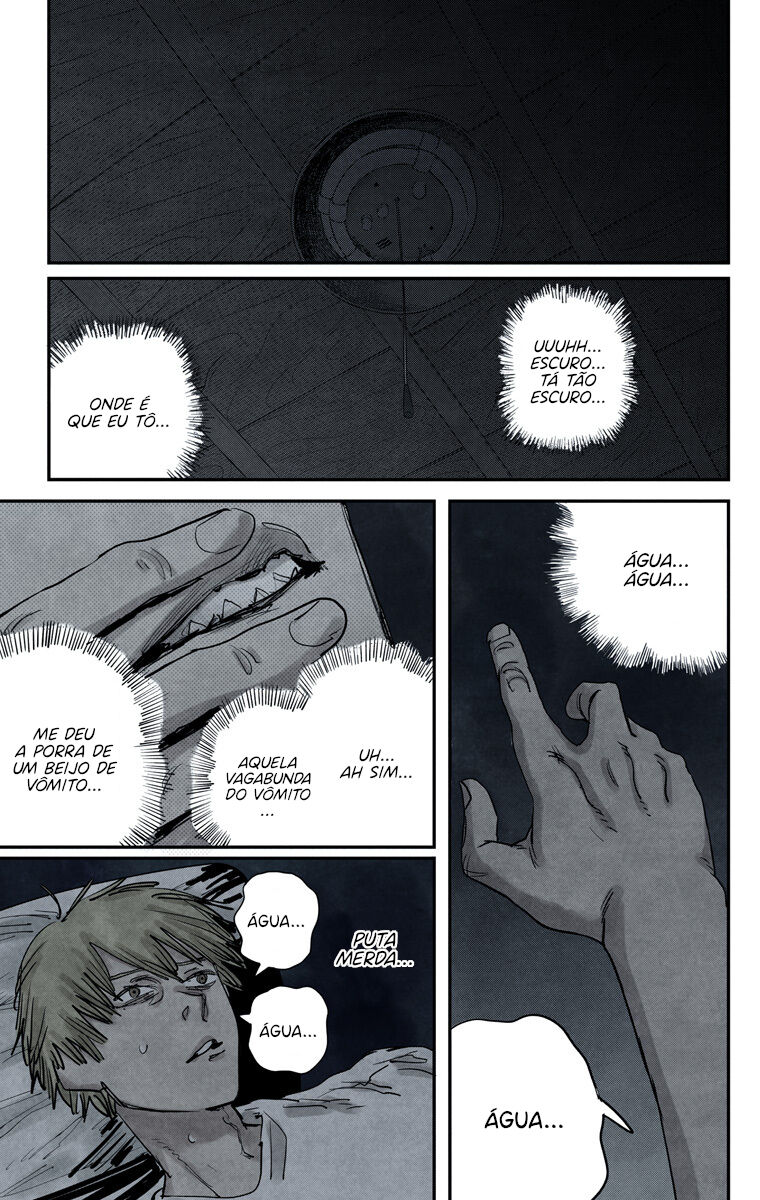 UUUHH...
ESCURO...
TÁ TÃO
ESCURO...
ONDE É
QUE EU TÔ...
ÁGUA...
ÁGUA...
ÁGUA...
UH...
AH SIM...
AQUELA
VAGABUNDA
DO VÔMITO
...
ME DEU
A PORRA DE
UM BEIJO DE
VÔMITO...
PUTA
MERDA...
ÁGUA...
ÁGUA...